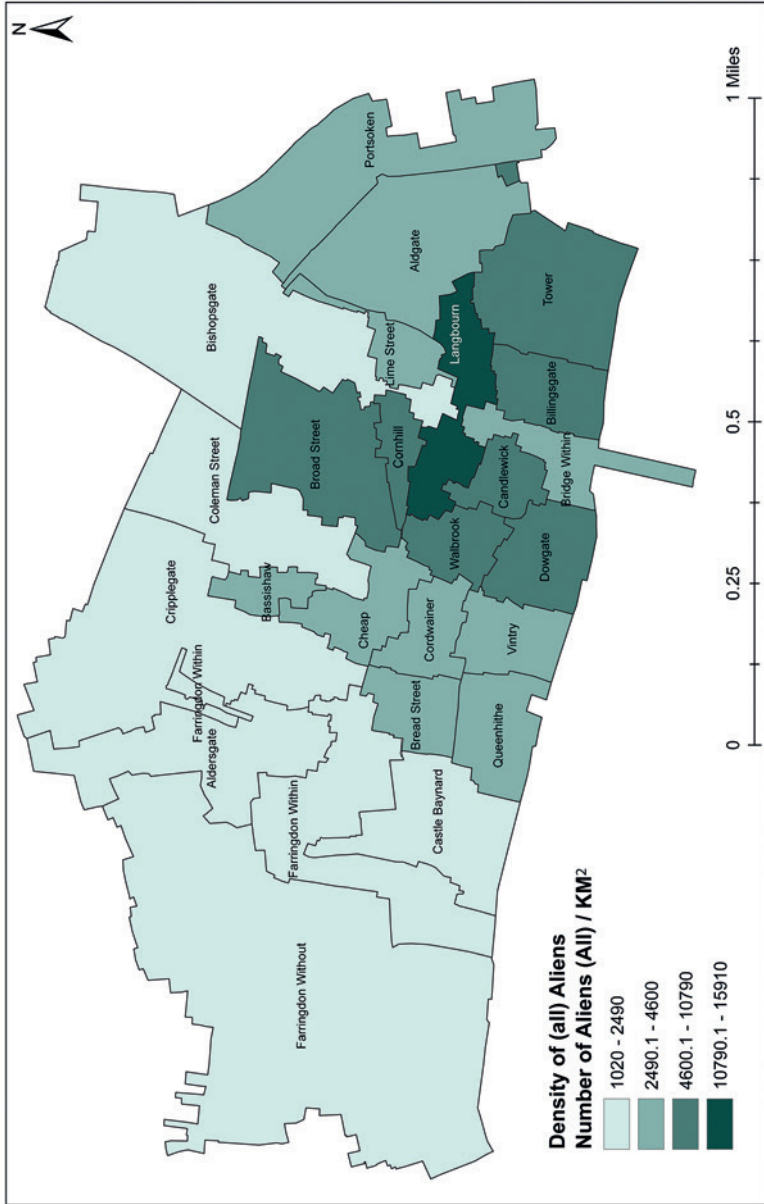 N
Portsoken
Bishopsgate
Aldgate
Tower
Lime Street
Langbourn
Billingsgate
Coleman Street
Broad Street
Cornhill
Candlewick
Bridge Within
Cripplegate
Bassishaw
Walbrook
Dowgate
Cheap
Cordwainer
Vintry
Farringdon Within
Aldersgate
Bread Street
Queenhithe
Farringdon Within
Castle Baynard
Farringdon Without
Density of (all) Aliens
Number of Aliens (All) / KM²
1020 - 2490
2490.1 - 4600
4600.1 - 10790
10790.1 - 15910
0 0.25 0.5 1 Miles